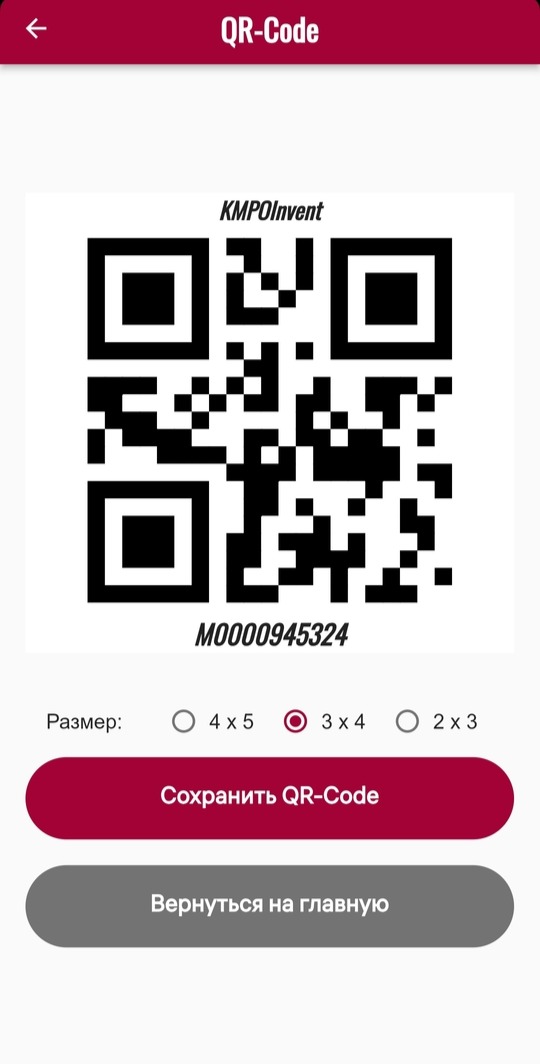 QR-Code
KMPOInvent
M0000945324
Размер: 4 x 5 3 x 4 2 x 3
Сохранить QR-Code
Вернуться на главную